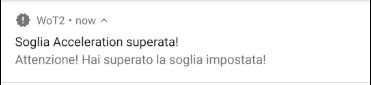 WoT2 • now
Soglia Acceleration superata!
Attenzione! Hai superato la soglia impostata!